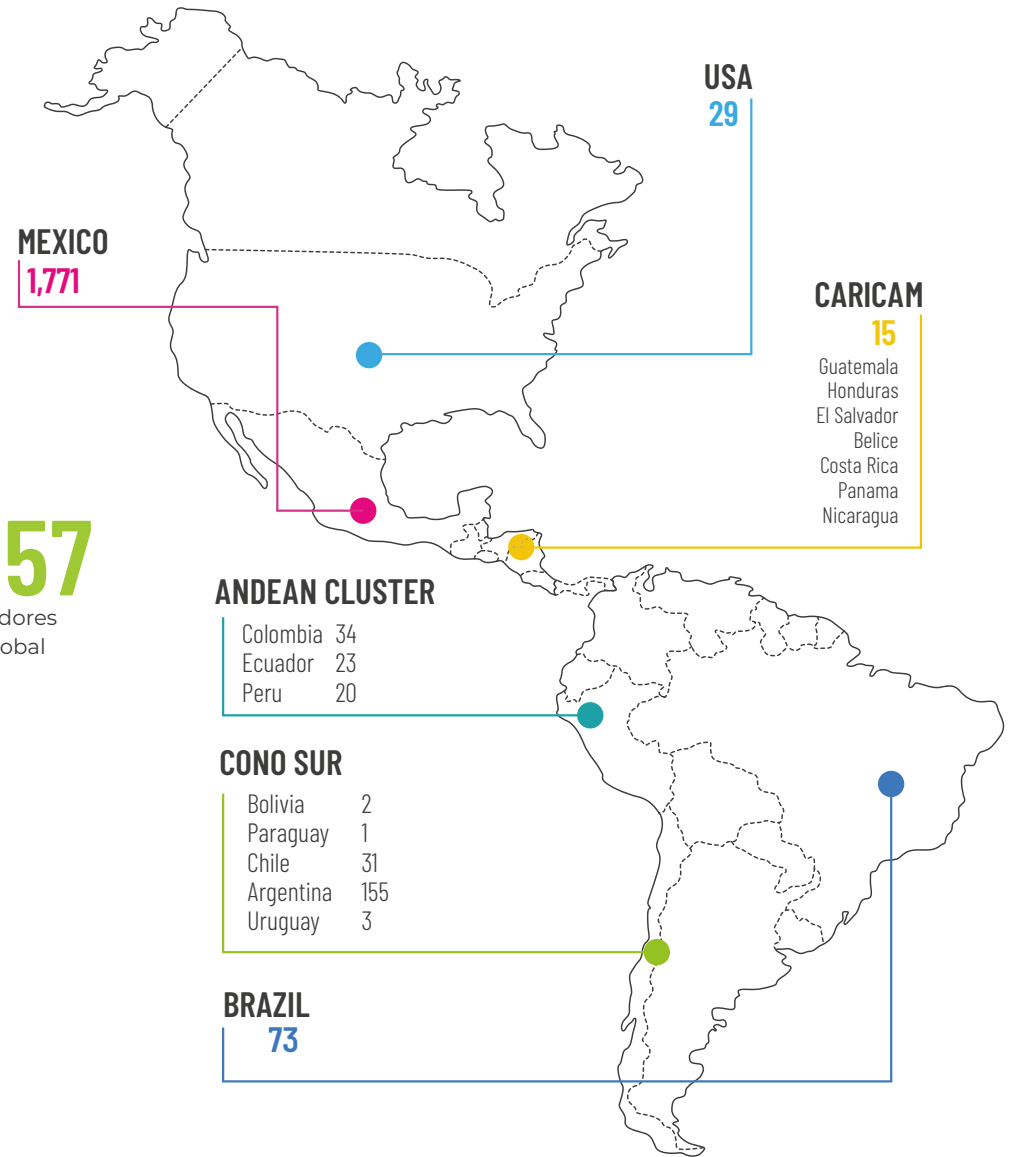 USA
29
MEXICO
1,771
CARICAM
15
Guatemala
Honduras
El Salvador
Belice
Costa Rica
Panama
Nicaragua
57
dores
obal
ANDEAN CLUSTER
Colombia 34
Ecuador 23
Peru 20
CONO SUR
Bolivia 2
Paraguay 1
Chile 31
Argentina 155
Uruguay 3
BRAZIL
73